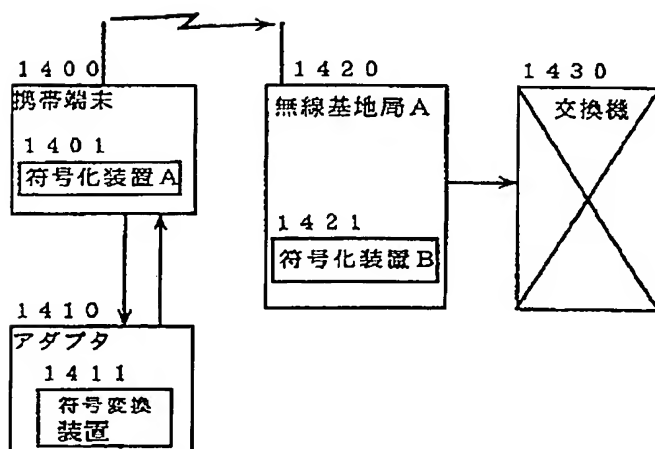 1400
携帯端末
1401
符号化装置A
1420
無線基地局A
1421
符号化装置B
1430
交換機
1410
アダプタ
1411
符号変換
装置